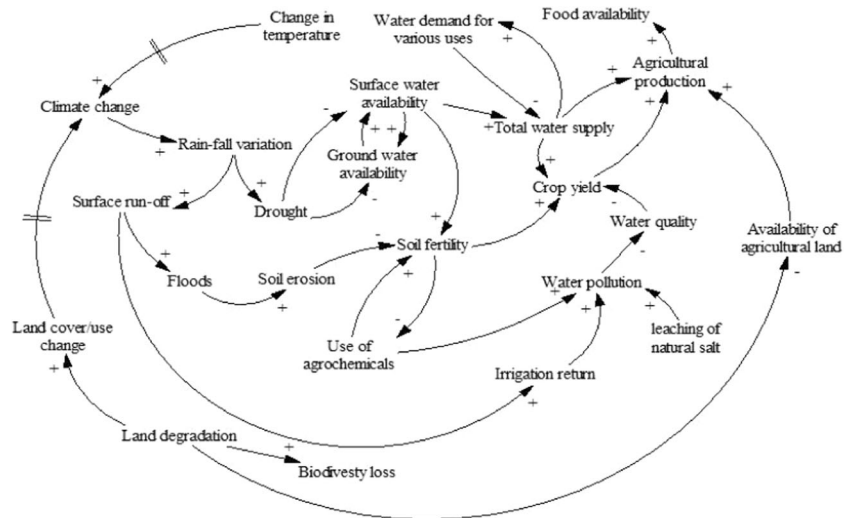 Change in
temperature
Water demand for
various uses
Food availability
Agricultural
production
Climate change
Surface water
availability
Total water supply
Rain-fall variation
Ground water
availability
Crop yield
Surface run-off
Drought
Water quality
Availability of
agricultural land
Soil fertility
Floods
Soil erosion
Water pollution
Land cover/use
change
Use of
agrochemicals
leaching of
natural salt
Irrigation return
Land degradation
Biodivesty loss